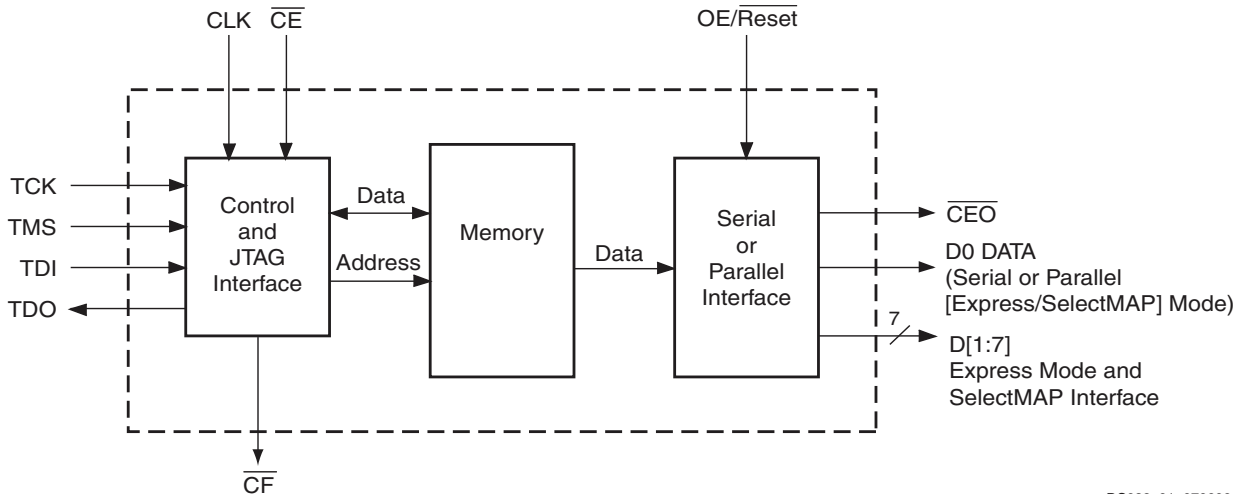 CLK CE OE/Reset
TCK
TMS
TDI
TDO
Control
and
JTAG
Interface
Data
Address
Memory
Data
Serial
or
Parallel
Interface
CEO
D0 DATA
(Serial or Parallel
[Express/SelectMAP] Mode)
7
D[1:7]
Express Mode and
SelectMAP Interface
CF